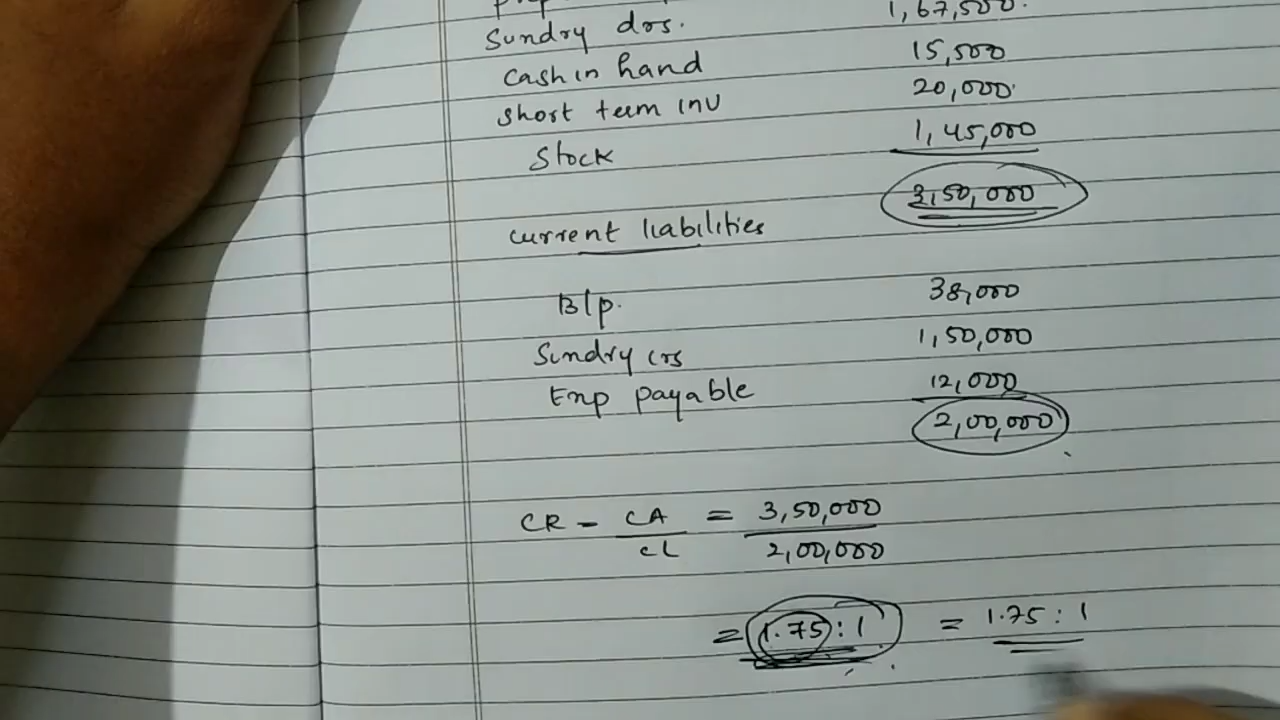 Sundry drs. 1,67,500.
Cash in hand 15,500
Short term inv 20,000.
Stock 1,45,000
3,50,000
Current liabilities
B/p. 38,000
Sundry crs 1,50,000
Exp payable 12,000
2,00,000
CR - CA = 3,50,000
CL 2,00,000
= 1.75 : 1 = 1.75 : 1